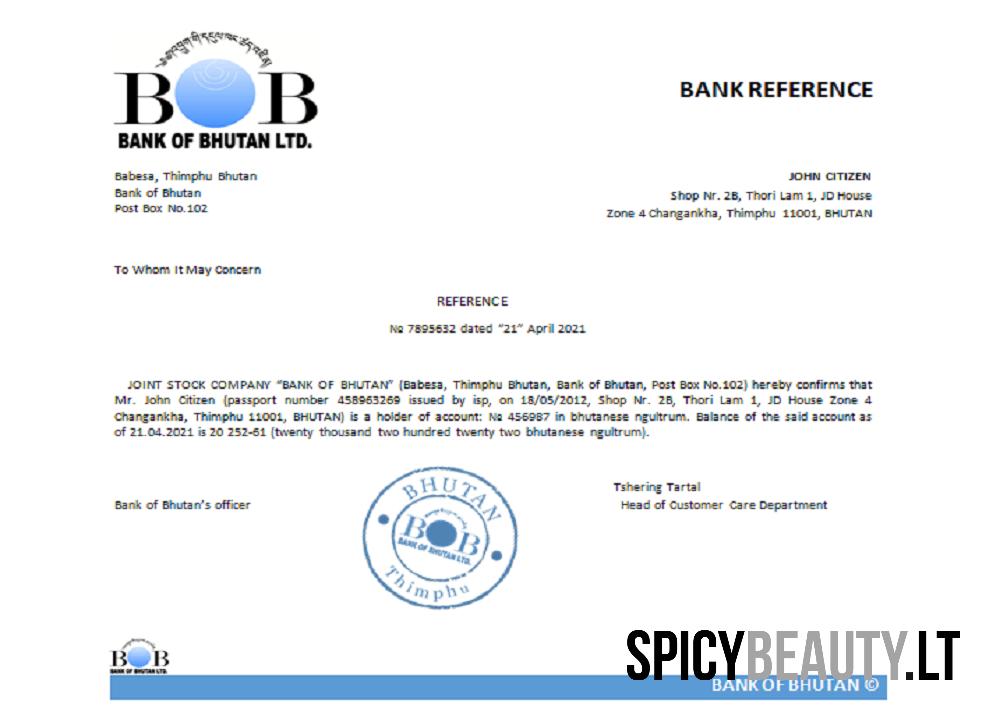 BOB
BANK OF BHUTAN LTD.
BANK REFERENCE
Babesa, Thimphu Bhutan
Bank of Bhutan
Post Box No.102
JOHN CITIZEN
Shop Nr. 2B, Thori Lam 1, JD House
Zone 4 Changankha, Thimphu 11001, BHUTAN
To Whom It May Concern
REFERENCE
№ 7895632 dated "21" April 2021
JOINT STOCK COMPANY "BANK OF BHUTAN" (Babesa, Thimphu Bhutan, Bank of Bhutan, Post Box No.102) hereby confirms that
Mr. John Citizen (passport number 458963269 issued by isp, on 18/05/2012, Shop Nr. 2B, Thori Lam 1, JD House Zone 4
Changankha, Thimphu 11001, BHUTAN) is a holder of account: № 456987 in bhutanese ngultrum. Balance of the said account as
of 21.04.2021 is 20 252-61 (twenty thousand two hundred twenty two bhutanese ngultrum).
Bank of Bhutan's officer
BHUTAN
BOB
BANK OF BHUTAN LTD.
Thimphu
Tshering Tartal
Head of Customer Care Department
BOB
BANK OF BHUTAN LTD.
SPICYBEAUTY.LT
BANK OF BHUTAN ©